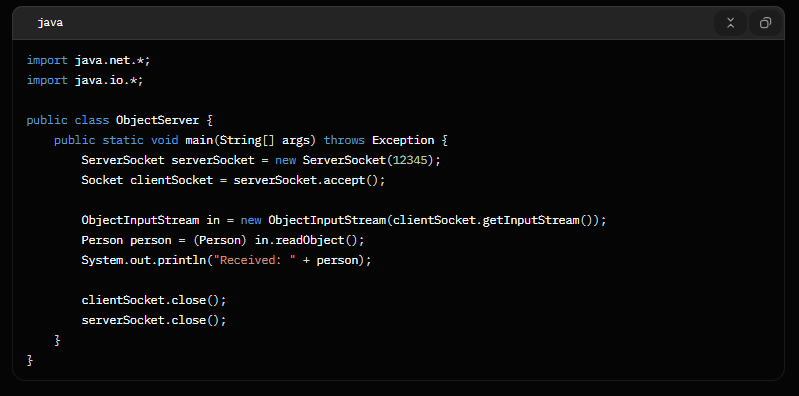 java
import java.net.*;
import java.io.*;
public class ObjectServer {
    public static void main(String[] args) throws Exception {
        ServerSocket serverSocket = new ServerSocket(12345);
        Socket clientSocket = serverSocket.accept();
        ObjectInputStream in = new ObjectInputStream(clientSocket.getInputStream());
        Person person = (Person) in.readObject();
        System.out.println("Received: " + person);
        clientSocket.close();
        serverSocket.close();
    }
}